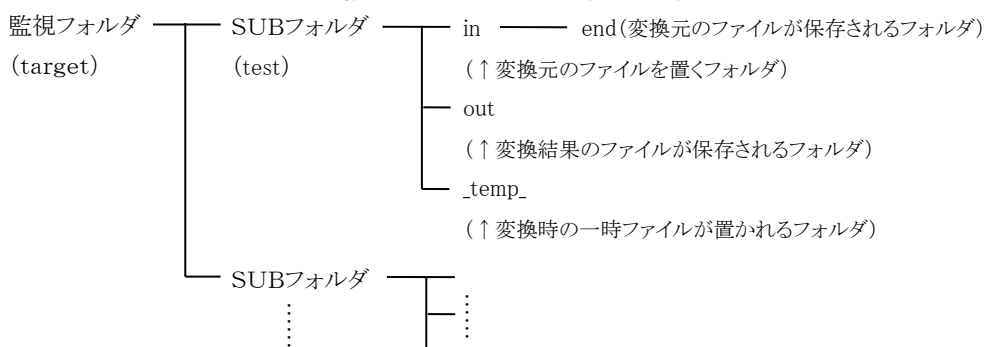 監視フォルダ SUBフォルダ in end(変換元のファイルが保存されるフォルダ)
(target) (test) (↑変換元のファイルを置くフォルダ)
out
(↑変換結果のファイルが保存されるフォルダ)
_temp_
(↑変換時の一時ファイルが置かれるフォルダ)
SUBフォルダ